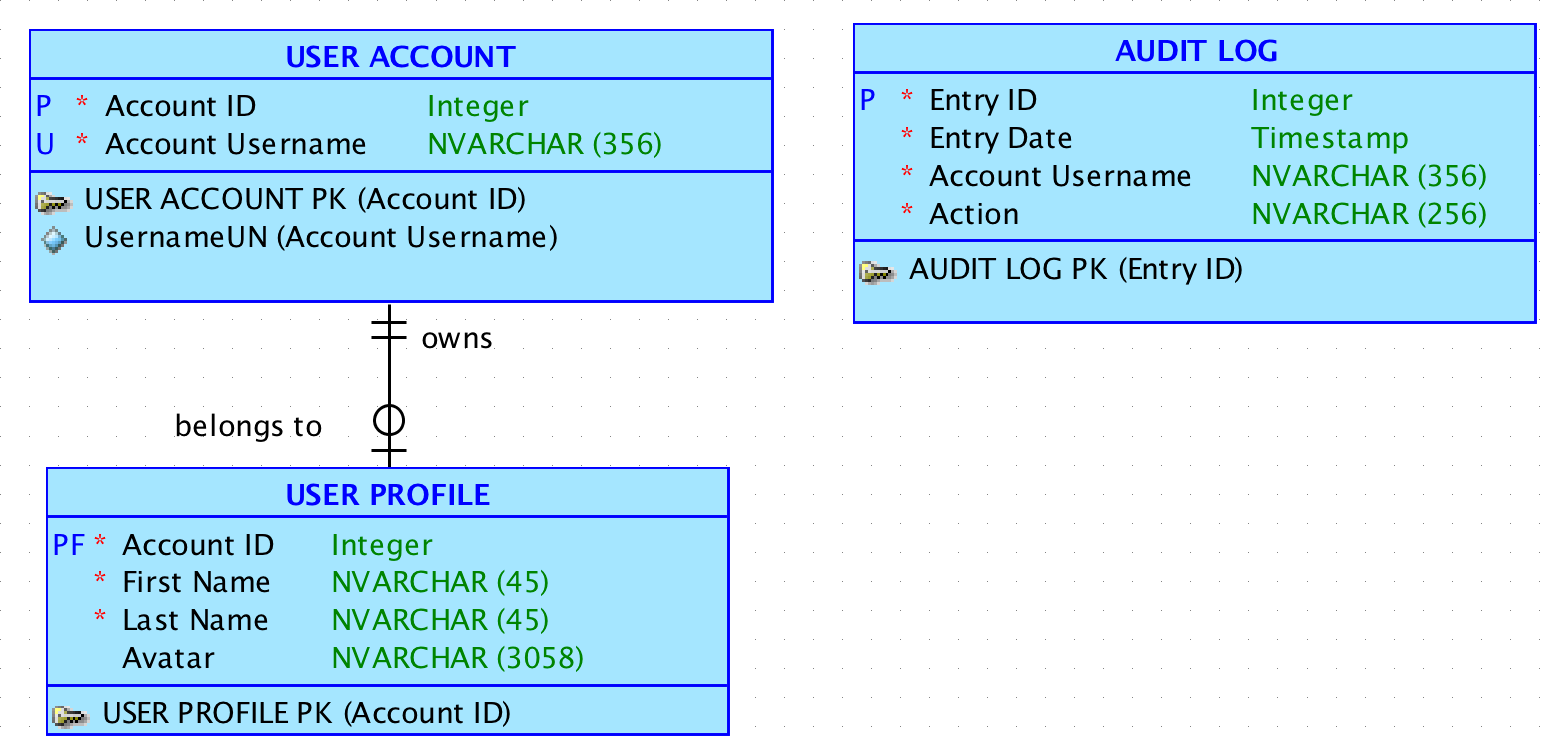 USER ACCOUNT
P * Account ID Integer
U * Account Username NVARCHAR (356)
USER ACCOUNT PK (Account ID)
UsernameUN (Account Username)
owns
belongs to
USER PROFILE
PF * Account ID Integer
* First Name NVARCHAR (45)
* Last Name NVARCHAR (45)
Avatar NVARCHAR (3058)
USER PROFILE PK (Account ID)
AUDIT LOG
P * Entry ID Integer
* Entry Date Timestamp
* Account Username NVARCHAR (356)
* Action NVARCHAR (256)
AUDIT LOG PK (Entry ID)